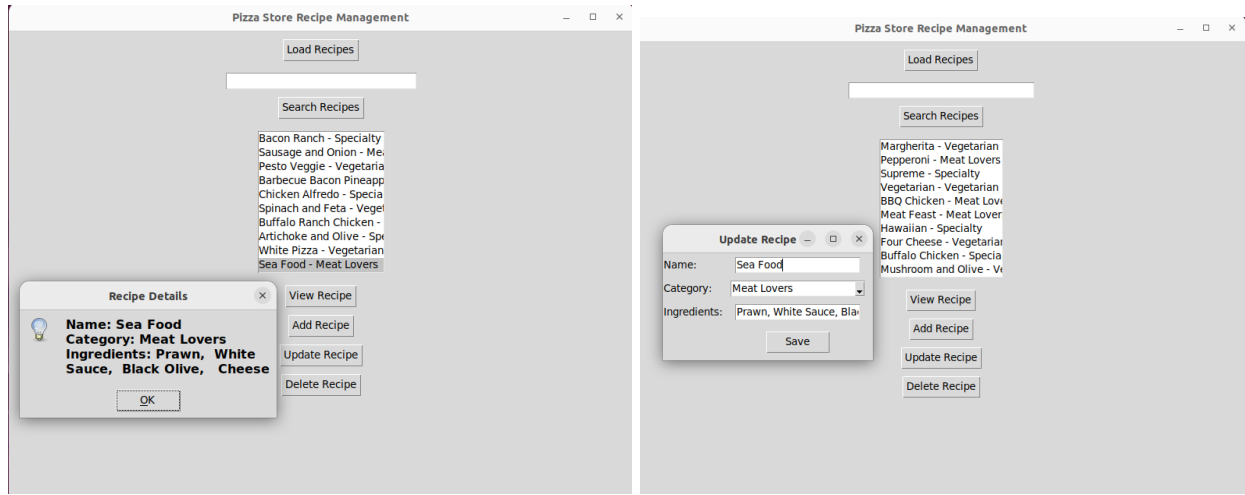 Pizza Store Recipe Management
Load Recipes
Search Recipes
Bacon Ranch - Specialty
Sausage and Onion - Mea
Pesto Veggie - Vegetaria
Barbecue Bacon Pineapp
Chicken Alfredo - Specia
Spinach and Feta - Veget
Buffalo Ranch Chicken -
Artichoke and Olive - Spe
White Pizza - Vegetarian
Sea Food - Meat Lovers
View Recipe
Add Recipe
Update Recipe
Delete Recipe
Recipe Details
Name: Sea Food
Category: Meat Lovers
Ingredients: Prawn, White
Sauce, Black Olive, Cheese
OK
Pizza Store Recipe Management
Load Recipes
Search Recipes
Margherita - Vegetarian
Pepperoni - Meat Lovers
Supreme - Specialty
Vegetarian - Vegetarian
BBQ Chicken - Meat Love
Meat Feast - Meat Lover
Hawaiian - Specialty
Four Cheese - Vegetarian
Buffalo Chicken - Specia
Mushroom and Olive - Ve
View Recipe
Add Recipe
Update Recipe
Delete Recipe
Update Recipe
Name: Sea Food
Category: Meat Lovers
Ingredients: Prawn, White Sauce, Blac
Save